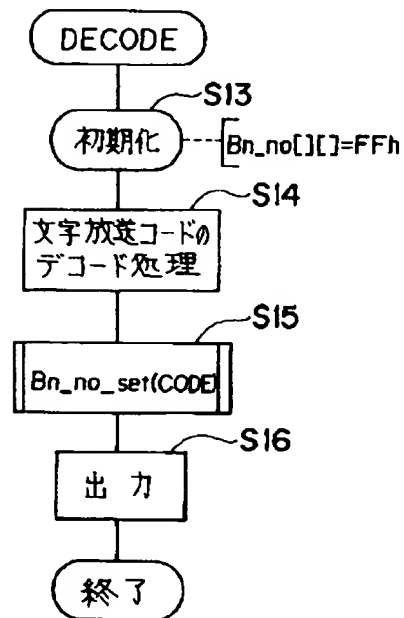 DECODE
S13
初期化
Bn_no[][]=FFh
S14
文字放送コードの
デコード処理
S15
Bn_no_set(CODE)
S16
出力
終了